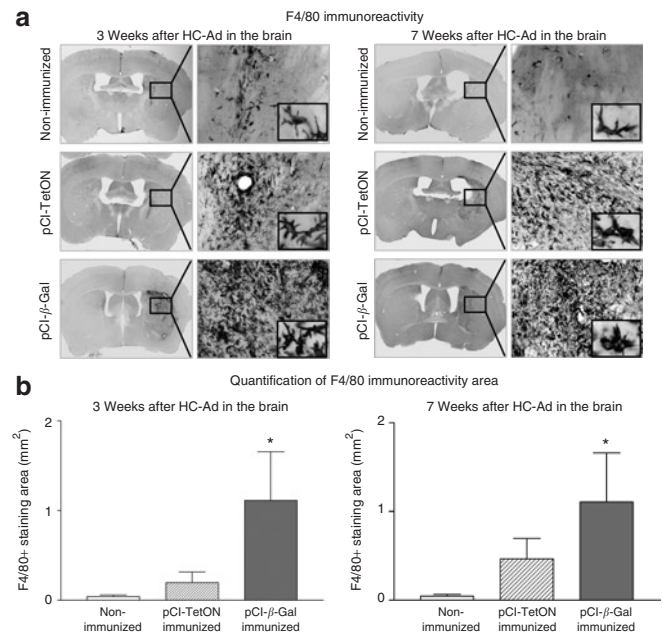 a
F4/80 immunoreactivity
3 Weeks after HC-Ad in the brain
7 Weeks after HC-Ad in the brain
Non-immunized
pCI-TetON
pCI-β-Gal
Non-immunized
pCI-TetON
pCI-β-Gal
b
Quantification of F4/80 immunoreactivity area
3 Weeks after HC-Ad in the brain
F4/80+ staining area (mm²)
2
1
0
*
Non-
immunized
pCI-TetON
immunized
pCI-β-Gal
immunized
7 Weeks after HC-Ad in the brain
F4/80+ staining area (mm²)
2
1
0
*
Non-
immunized
pCI-TetON
immunized
pCI-β-Gal
immunized